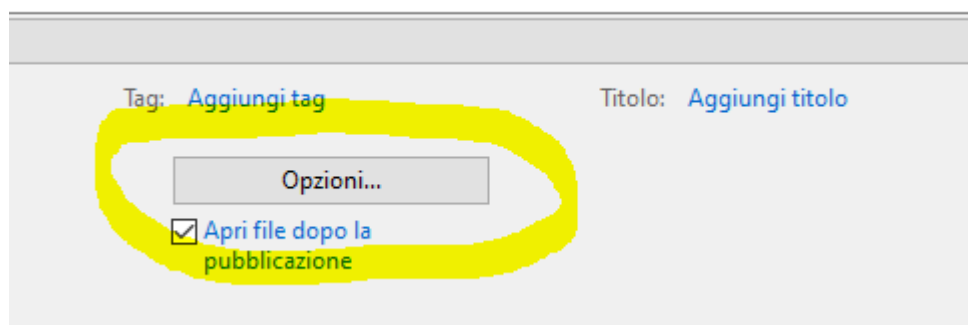 Tag: Aggiungi tag Titolo: Aggiungi titolo
Opzioni...
Apri file dopo la
pubblicazione